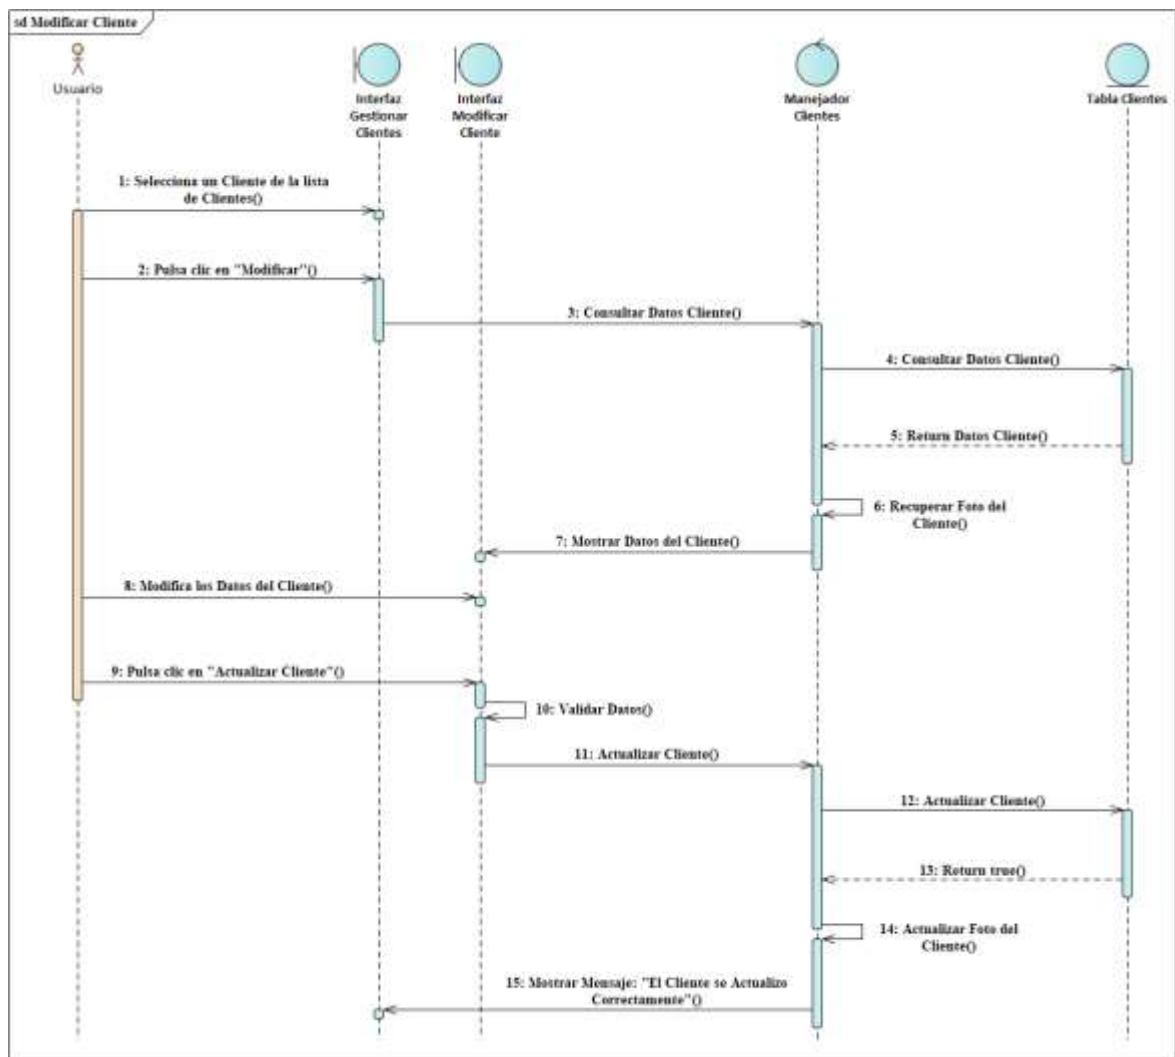 sd Modificar Cliente
Usuario
Interfaz
Gestionar
Clientes
Interfaz
Modificar
Cliente
Manejador
Clientes
Tabla Clientes
1: Selecciona un Cliente de la lista
de Clientes()
2: Pulsa clic en "Modificar"()
3: Consultar Datos Cliente()
4: Consultar Datos Cliente()
5: Return Datos Cliente()
6: Recuperar Foto del
Cliente()
7: Mostrar Datos del Cliente()
8: Modifica los Datos del Cliente()
9: Pulsa clic en "Actualizar Cliente"()
10: Validar Datos()
11: Actualizar Cliente()
12: Actualizar Cliente()
13: Return true()
14: Actualizar Foto del
Cliente()
15: Mostrar Mensaje: "El Cliente se Actualizo
Correctamente"()